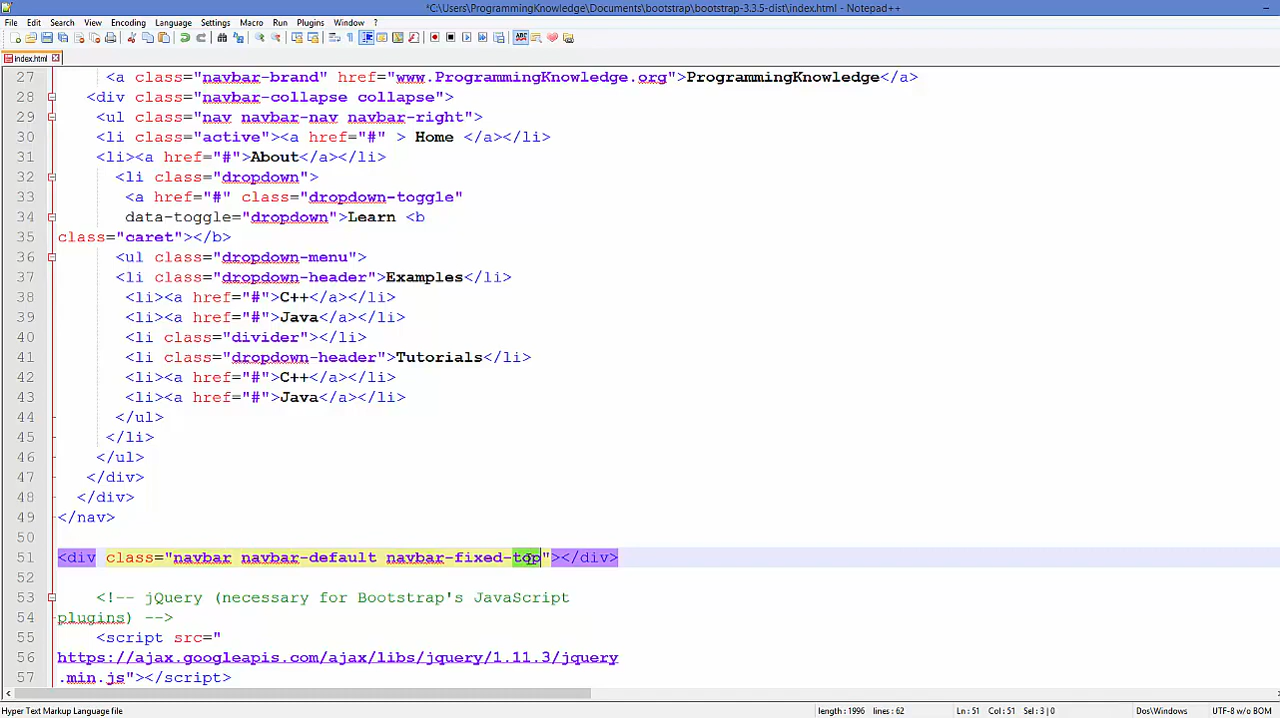 *C:\Users\ProgrammingKnowledge\Documents\bootstrap\bootstrap-3.3.5-dist\index.html - Notepad++
File Edit Search View Encoding Language Settings Macro Run Plugins Window ?
index.html
27 <a class="navbar-brand" href="www.ProgrammingKnowledge.org">ProgrammingKnowledge</a>
28 <div class="navbar-collapse collapse">
29 <ul class="nav navbar-nav navbar-right">
30 <li class="active"><a href="#" > Home </a></li>
31 <li><a href="#">About</a></li>
32 <li class="dropdown">
33 <a href="#" class="dropdown-toggle"
34 data-toggle="dropdown">Learn <b
35 class="caret"></b>
36 <ul class="dropdown-menu">
37 <li class="dropdown-header">Examples</li>
38 <li><a href="#">C++</a></li>
39 <li><a href="#">Java</a></li>
40 <li class="divider"></li>
41 <li class="dropdown-header">Tutorials</li>
42 <li><a href="#">C++</a></li>
43 <li><a href="#">Java</a></li>
44 </ul>
45 </li>
46 </ul>
47 </div>
48 </div>
49 </nav>
50
51 <div class="navbar navbar-default navbar-fixed-top"></div>
52
53 <!-- jQuery (necessary for Bootstrap's JavaScript
54 plugins) -->
55 <script src="
56 https://ajax.googleapis.com/ajax/libs/jquery/1.11.3/jquery
57 .min.js"></script>
Hyper Text Markup Language file length : 1996 lines : 62 Ln : 51 Col : 51 Sel : 3 | 0 Dos\Windows UTF-8 w/o BOM